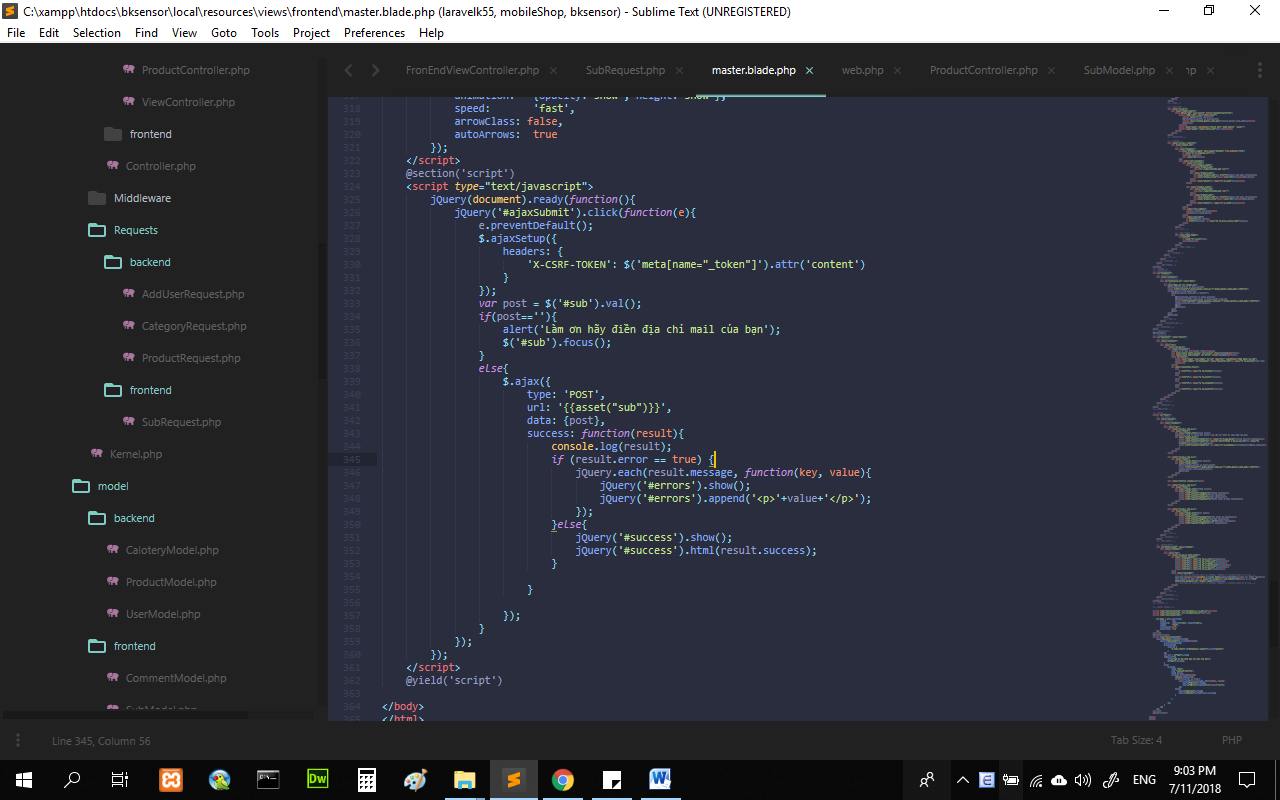 C:\xampp\htdocs\bksensor\local\resources\views\frontend\master.blade.php (laravelk55, mobileShop, bksensor) - Sublime Text (UNREGISTERED)
File Edit Selection Find View Goto Tools Project Preferences Help
FronEndViewController.php SubRequest.php master.blade.php web.php ProductController.php SubModel.php
ProductController.php
ViewController.php
frontend
Controller.php
Middleware
Requests
backend
AddUserRequest.php
CategoryRequest.php
ProductRequest.php
frontend
SubRequest.php
Kernel.php
model
backend
CaloteryModel.php
ProductModel.php
UserModel.php
frontend
CommentModel.php
SubModel.php
318 speed: 'fast',
319 arrowClass: false,
320 autoArrows: true
321 });
322 </script>
323 @section('script')
324 <script type="text/javascript">
325 jQuery(document).ready(function(){
326 jQuery('#ajaxSubmit').click(function(e){
327 e.preventDefault();
328 $.ajaxSetup({
329 headers: {
330 'X-CSRF-TOKEN': $('meta[name="_token"]').attr('content')
331 }
332 });
333 var post = $('#sub').val();
334 if(post==''){
335 alert('Làm ơn hãy điền địa chỉ mail của bạn');
336 $('#sub').focus();
337 }
338 else{
339 $.ajax({
340 type: 'POST',
341 url: '{{asset("sub")}}',
342 data: {post},
343 success: function(result){
344 console.log(result);
345 if (result.error == true) {
346 jQuery.each(result.message, function(key, value){
347 jQuery('#errors').show();
348 jQuery('#errors').append('<p>'+value+'</p>');
349 });
350 }else{
351 jQuery('#success').show();
352 jQuery('#success').html(result.success);
353 }
354
355 }
356
357 });
358 }
359 });
360 });
361 </script>
362 @yield('script')
363
364 </body>
365 </html>
Line 345, Column 56
Tab Size: 4 PHP
ENG
9:03 PM
7/11/2018